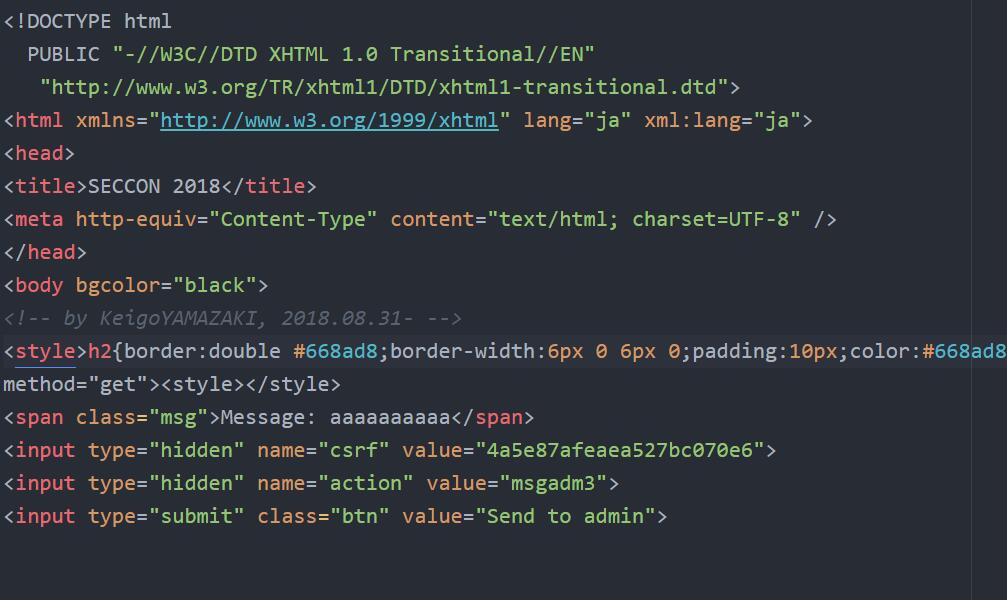 <!DOCTYPE html
PUBLIC "-//W3C//DTD XHTML 1.0 Transitional//EN"
"http://www.w3.org/TR/xhtml1/DTD/xhtml1-transitional.dtd">
<html xmlns="http://www.w3.org/1999/xhtml" lang="ja" xml:lang="ja">
<head>
<title>SECCON 2018</title>
<meta http-equiv="Content-Type" content="text/html; charset=UTF-8" />
</head>
<body bgcolor="black">
<!-- by KeigoYAMAZAKI, 2018.08.31- -->
<style>h2{border:double #668ad8;border-width:6px 0 6px 0;padding:10px;color:#668ad8
method="get"><style></style>
<span class="msg">Message: aaaaaaaaaa</span>
<input type="hidden" name="csrf" value="4a5e87afeaea527bc070e6">
<input type="hidden" name="action" value="msgadm3">
<input type="submit" class="btn" value="Send to admin">